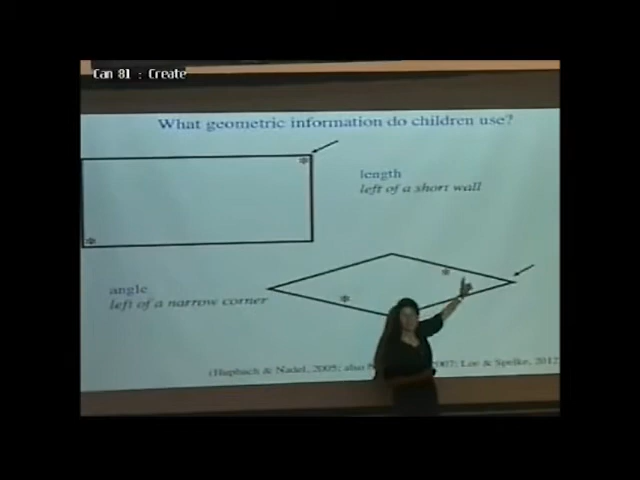 Cam 81 : Create
What geometric information do children use?
length
left of a short wall
angle
left of a narrow corner
(Hupbach & Nadel, 2005; also 2007; Lee & Spelke, 2012